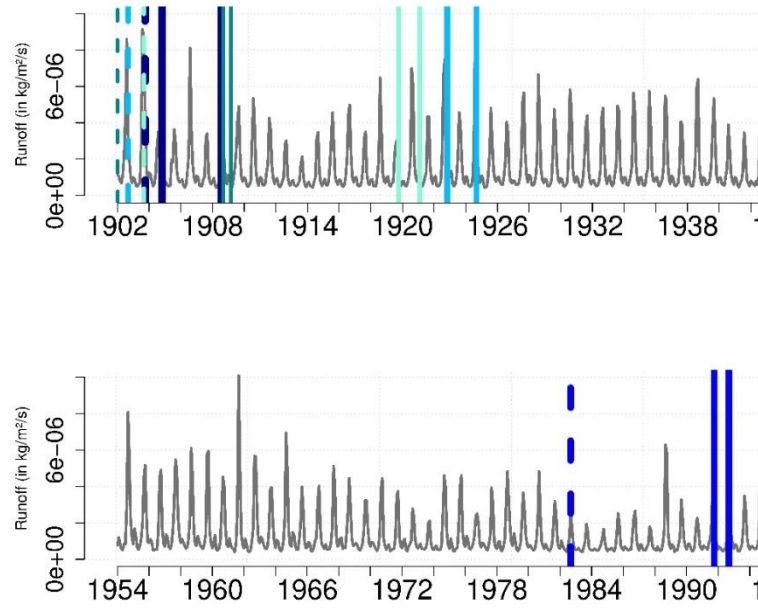 Runoff (in kg/m²/s)
6e-06
0e+00
1902 1908 1914 1920 1926 1932 1938
Runoff (in kg/m²/s)
6e-06
0e+00
1954 1960 1966 1972 1978 1984 1990